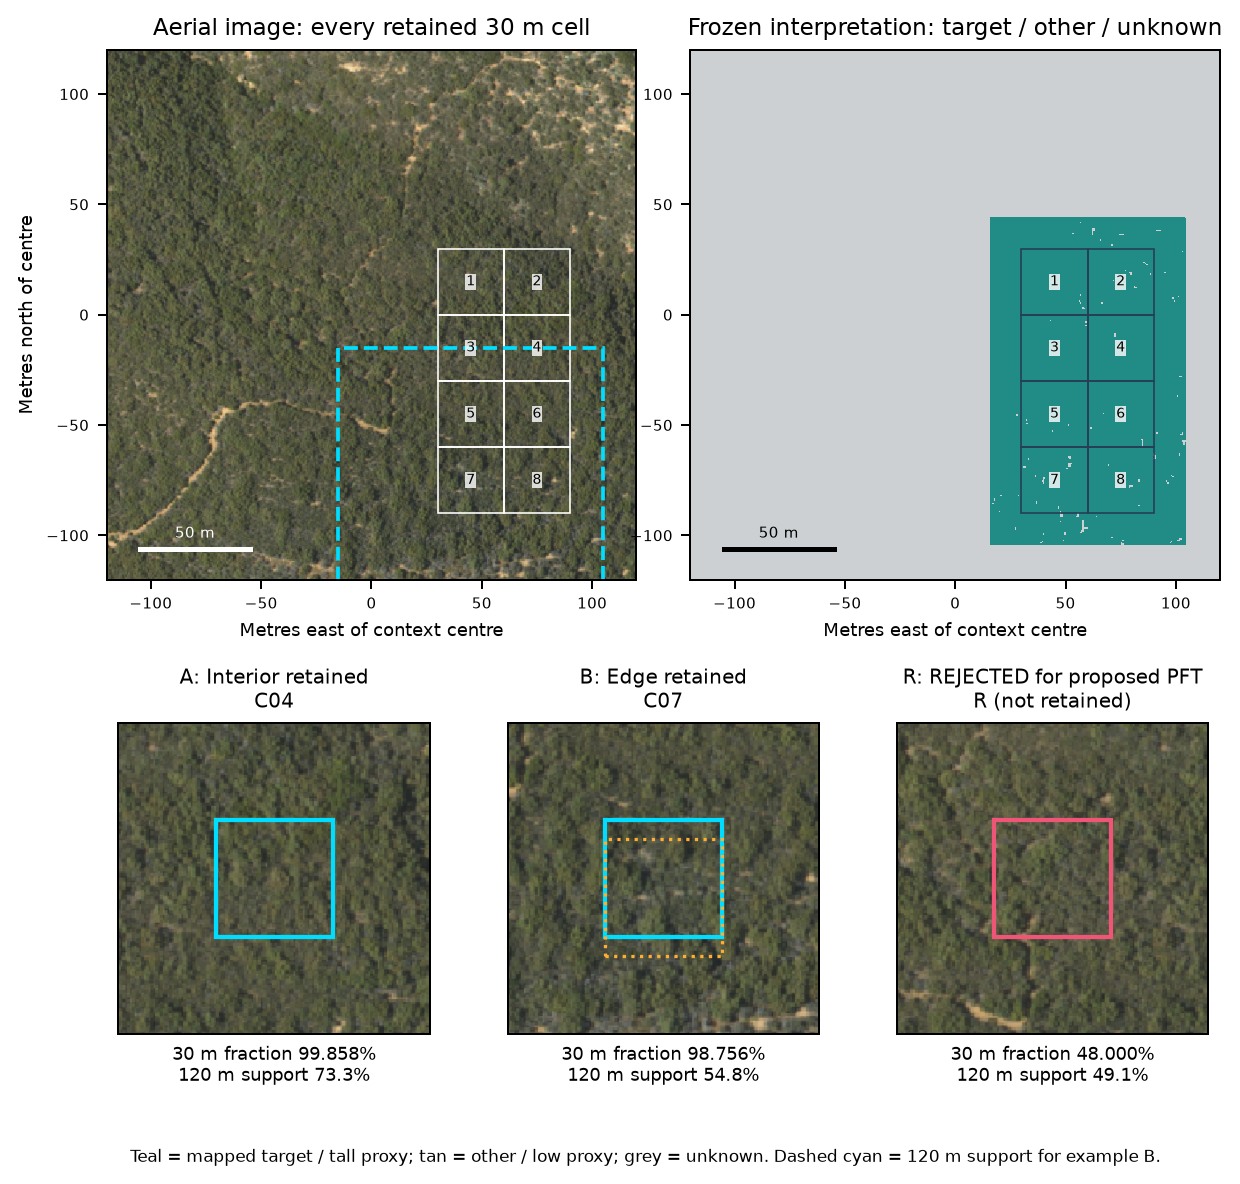 Aerial image: every retained 30 m cell
Frozen interpretation: target / other / unknown
Metres north of centre
100
50
0
−50
−100
1
2
3
4
5
6
7
8
50 m
−100
−50
0
50
100
Metres east of context centre
100
50
0
−50
−100
1
2
3
4
5
6
7
8
50 m
−100
−50
0
50
100
Metres east of context centre
A: Interior retained
C04
30 m fraction 99.858%
120 m support 73.3%
B: Edge retained
C07
30 m fraction 98.756%
120 m support 54.8%
R: REJECTED for proposed PFT
R (not retained)
30 m fraction 48.000%
120 m support 49.1%
Teal = mapped target / tall proxy; tan = other / low proxy; grey = unknown. Dashed cyan = 120 m support for example B.